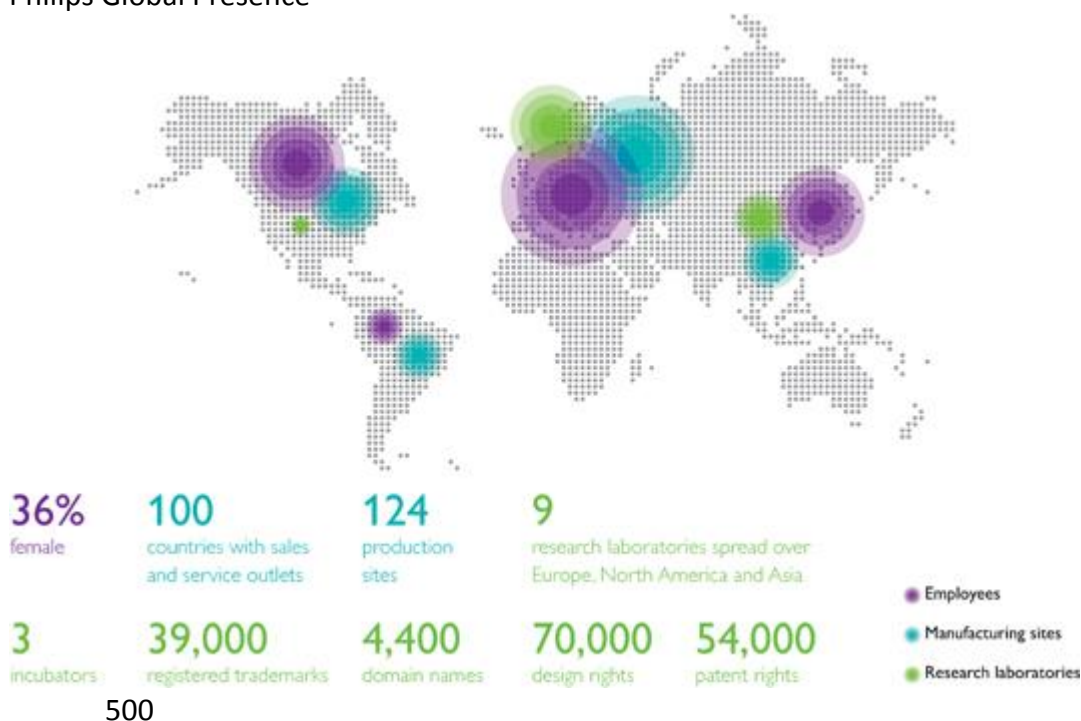 Philips Global Presence
36%
female
100
countries with sales
and service outlets
124
production
sites
9
research laboratories spread over
Europe, North America and Asia
3
incubators
39,000
registered trademarks
4,400
domain names
70,000
design rights
54,000
patent rights
Employees
Manufacturing sites
Research laboratories
500